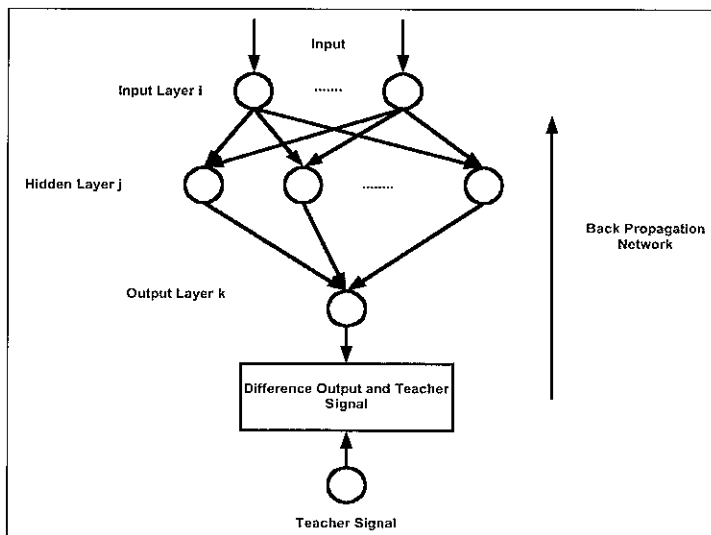 Input
Input Layer i
.......
Hidden Layer j
........
Back Propagation
Network
Output Layer k
Difference Output and Teacher
Signal
Teacher Signal